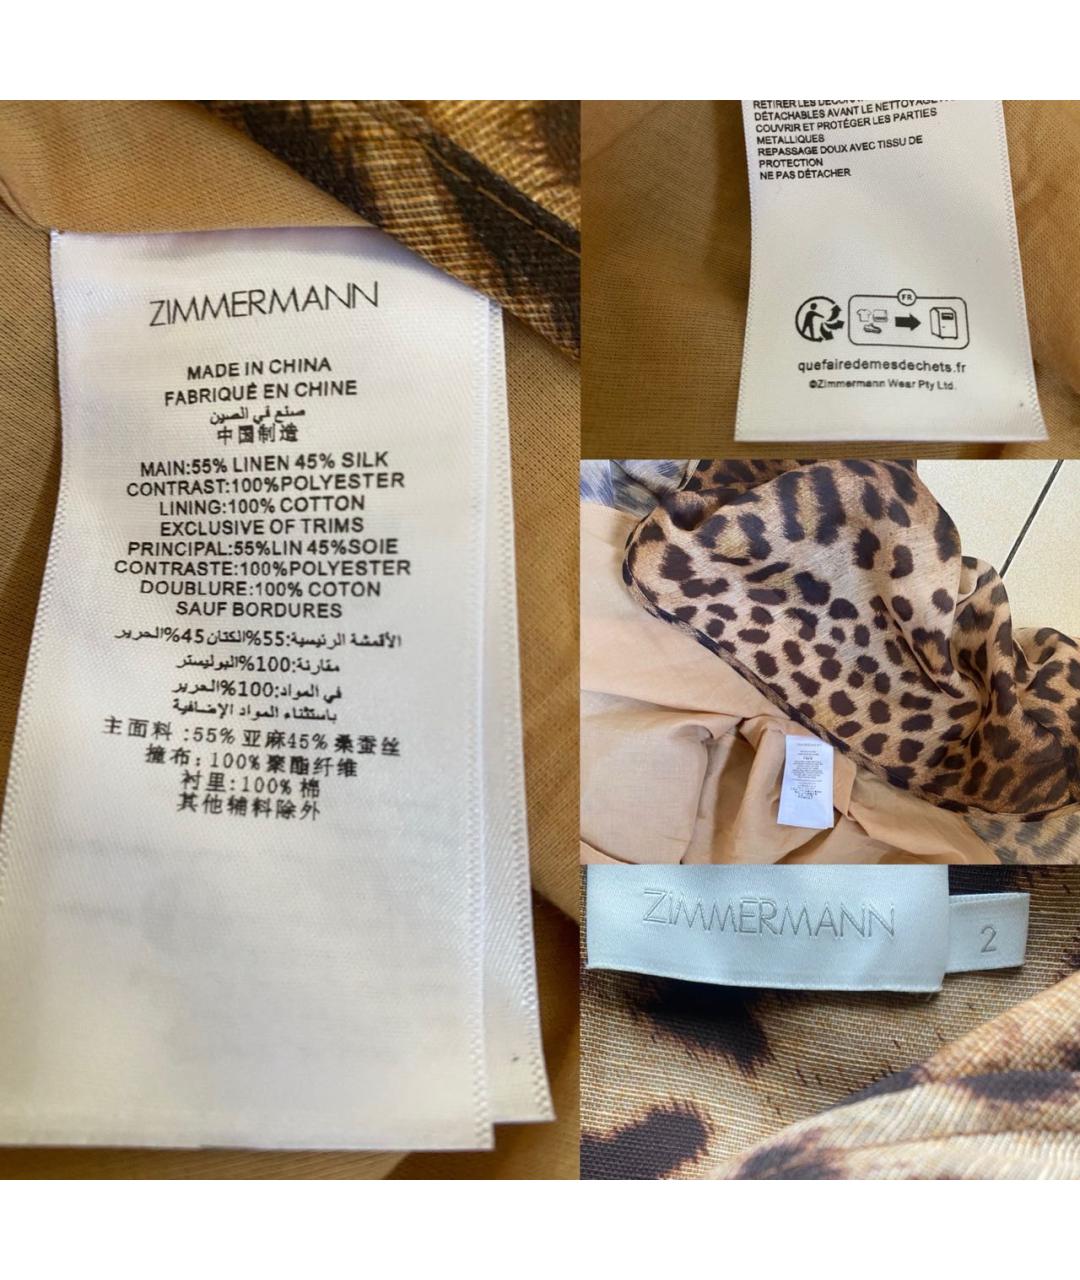 ZIMMERMANN
MADE IN CHINA
FABRIQUÉ EN CHINE
صنع في الصين
中国制造
MAIN:55% LINEN 45% SILK
CONTRAST:100%POLYESTER
LINING:100% COTTON
EXCLUSIVE OF TRIMS
PRINCIPAL:55%LIN 45%SOIE
CONTRASTE:100%POLYESTER
DOUBLURE:100% COTON
SAUF BORDURES
الأقمشة الرئيسية:55%الكتان45%الحرير
مقارنة:100%البوليستر
في المواد:100%الحرير
باستثناء المواد الإضافية
主面料:55%亚麻45%桑蚕丝
撞布:100%聚酯纤维
衬里:100%棉
其他辅料除外
RETIRER LES
DÉTACHABLES AVANT LE NETTOYAGE
COUVRIR ET PROTÉGER LES PARTIES
METALLIQUES
REPASSAGE DOUX AVEC TISSU DE
PROTECTION
NE PAS DÉTACHER
FR
quefairedemesdechets.fr
©Zimmermann Wear Pty Ltd.
ZIMMERMANN
2